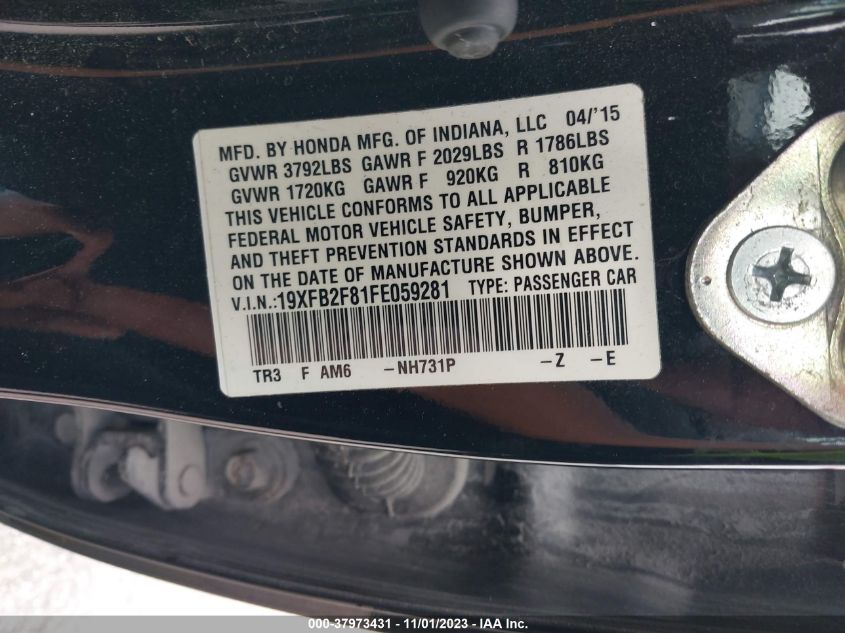 MFD. BY HONDA MFG. OF INDIANA, LLC 04/'15
GVWR 3792LBS GAWR F 2029LBS R 1786LBS
GVWR 1720KG GAWR F 920KG R 810KG
THIS VEHICLE CONFORMS TO ALL APPLICABLE
FEDERAL MOTOR VEHICLE SAFETY, BUMPER,
AND THEFT PREVENTION STANDARDS IN EFFECT
ON THE DATE OF MANUFACTURE SHOWN ABOVE.
V.I.N.:19XFB2F81FE059281 TYPE: PASSENGER CAR
TR3 F AM6 -NH731P -Z -E
000-37973431 - 11/01/2023 - IAA Inc.